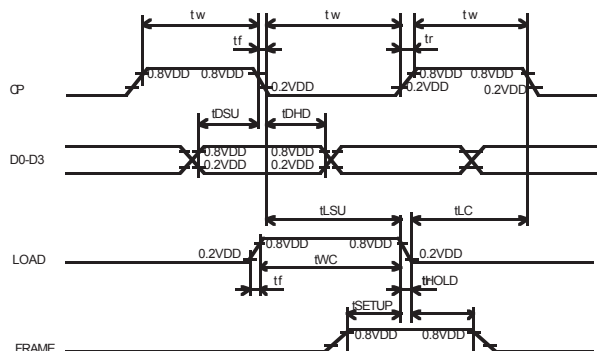 tw tw tw
tf tr
0.8VDD 0.8VDD 0.8VDD 0.8VDD
CP 0.2VDD 0.2VDD 0.2VDD
tDSU tDHD
D0-D3 0.8VDD 0.8VDD
0.2VDD 0.2VDD
tLSU tLC
LOAD 0.2VDD 0.8VDD 0.8VDD 0.2VDD
tWC
tf tHOLD
tSETUP
FRAME 0.8VDD 0.8VDD